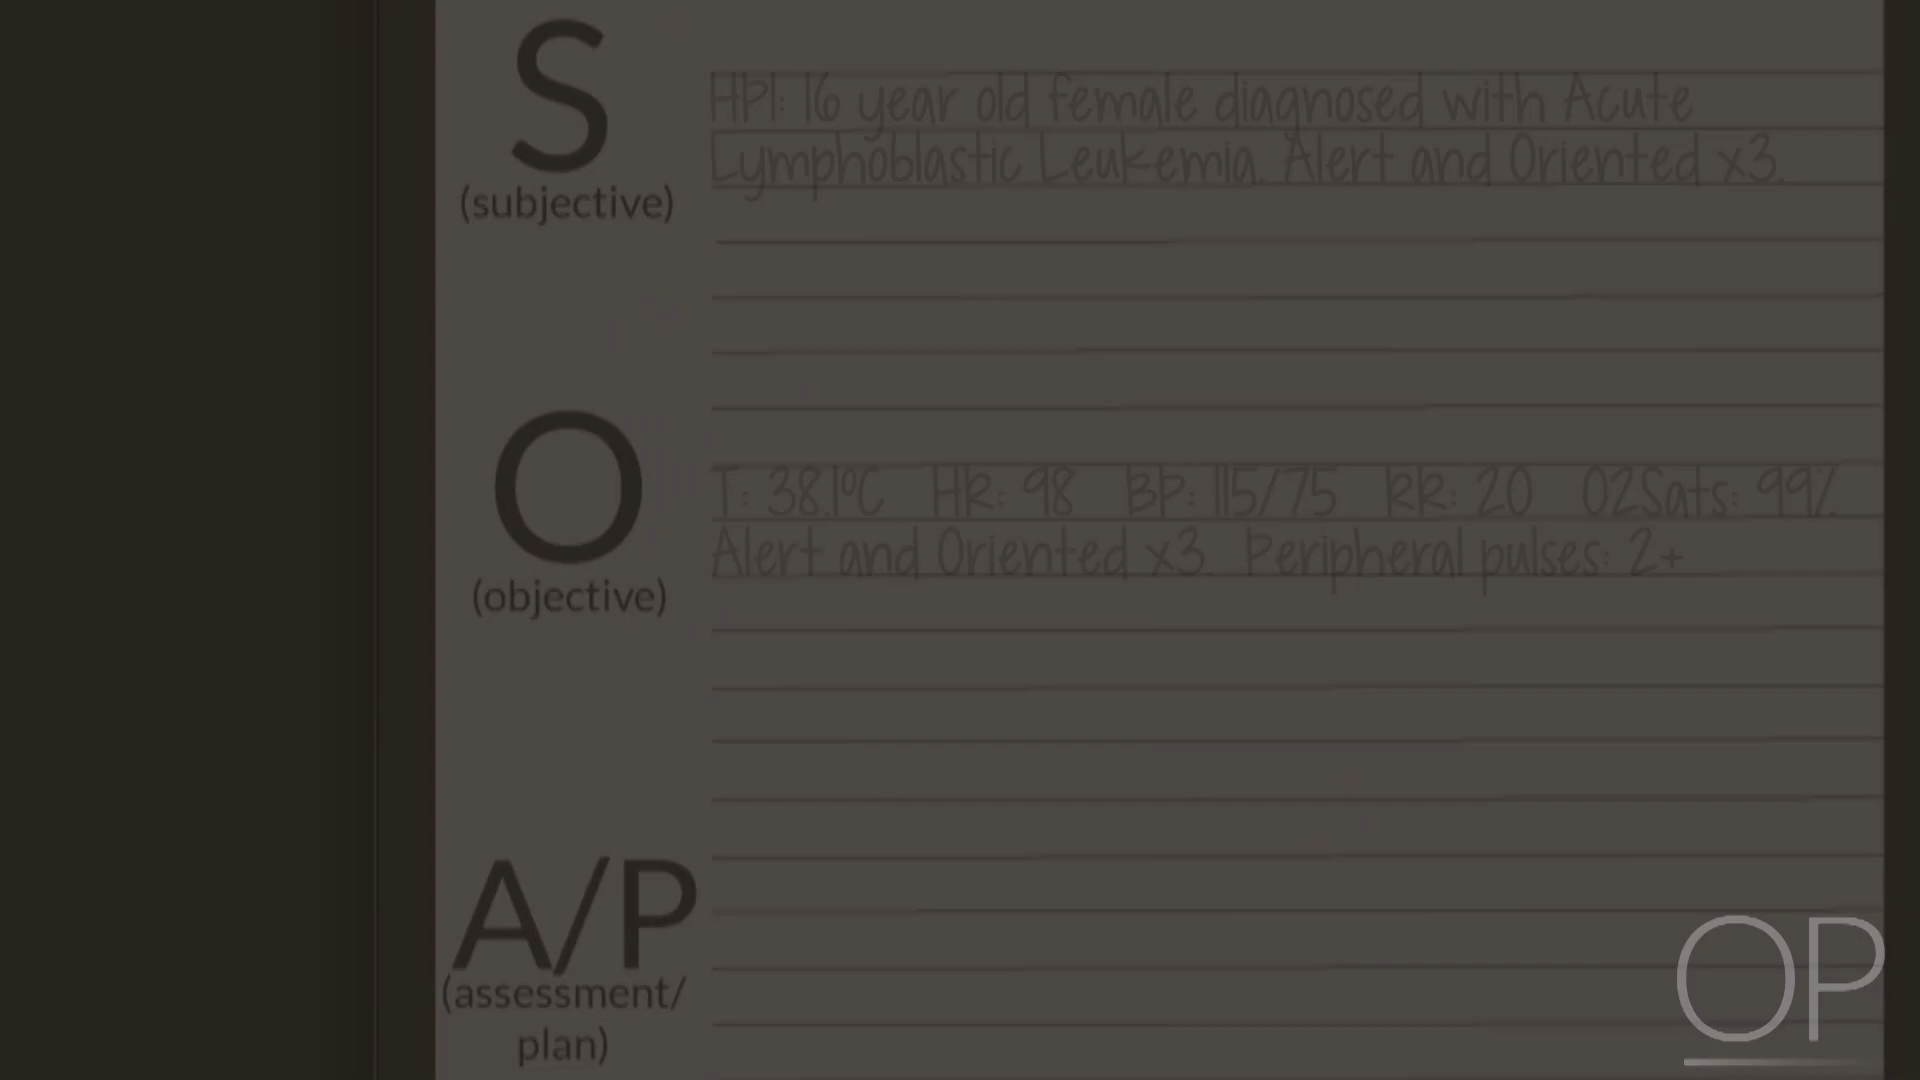 S
(subjective)
HPI: 16 year old female diagnosed with Acute
Lymphoblastic Leukemia. Alert and Oriented x3.
O
(objective)
T: 38.1ºC HR: 98 BP: 115/75 RR: 20 O2Sats: 99%
Alert and Oriented x3. Peripheral pulses: 2+
A/P
(assessment/
plan)
OP